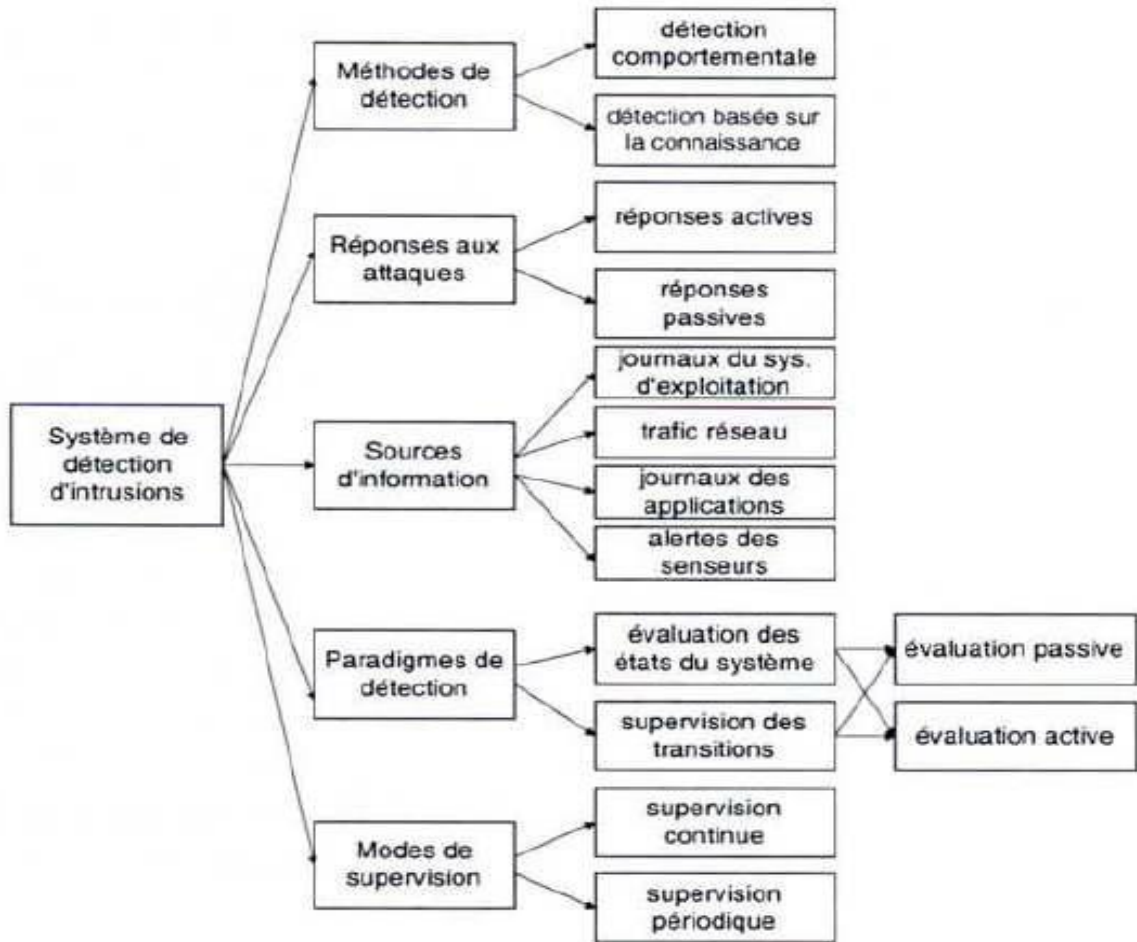 détection
comportementale
Méthodes de
détection
détection basée sur
la connaissance
réponses actives
Réponses aux
attaques
réponses
passives
journaux du sys.
d'exploitation
Système de
détection
d'intrusions
Sources
d'information
trafic réseau
journaux des
applications
alertes des
senseurs
Paradigmes de
détection
évaluation des
états du système
évaluation passive
supervision des
transitions
évaluation active
supervision
continue
Modes de
supervision
supervision
périodique